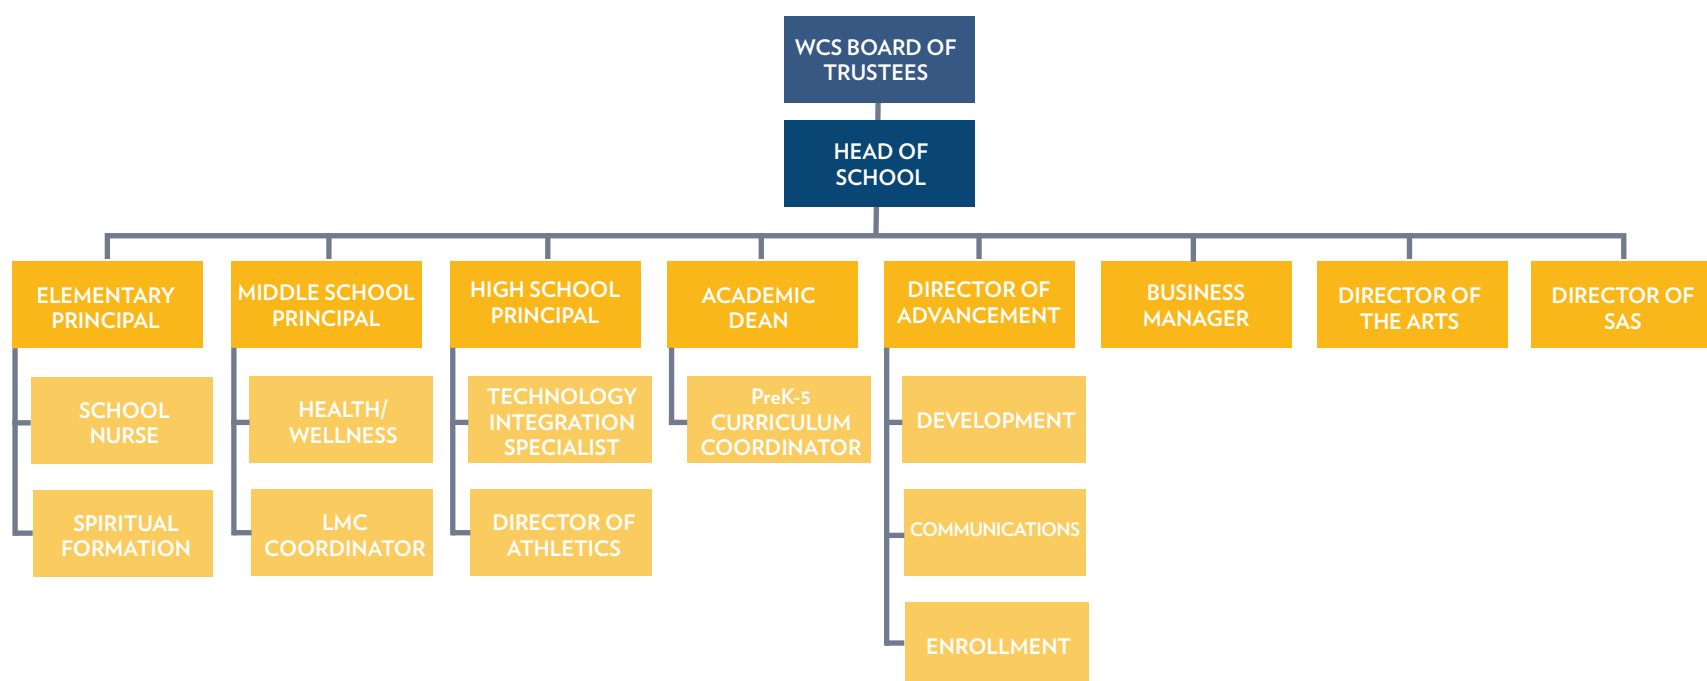 WCS BOARD OF
TRUSTEES
HEAD OF
SCHOOL
ELEMENTARY
PRINCIPAL
MIDDLE SCHOOL
PRINCIPAL
HIGH SCHOOL
PRINCIPAL
ACADEMIC
DEAN
DIRECTOR OF
ADVANCEMENT
BUSINESS
MANAGER
DIRECTOR OF
THE ARTS
DIRECTOR OF
SAS
SCHOOL
NURSE
HEALTH/
WELLNESS
TECHNOLOGY
INTEGRATION
SPECIALIST
PreK-5
CURRICULUM
COORDINATOR
DEVELOPMENT
SPIRITUAL
FORMATION
LMC
COORDINATOR
DIRECTOR OF
ATHLETICS
COMMUNICATIONS
ENROLLMENT